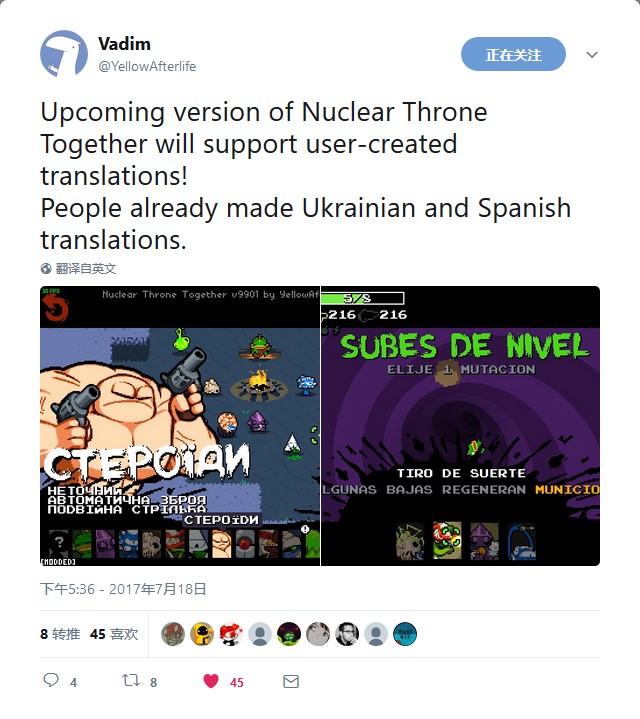 Vadim
@YellowAfterlife
正在关注
Upcoming version of Nuclear Throne
Together will support user-created
translations!
People already made Ukrainian and Spanish
translations.
翻译自英文
30 FPS
Nuclear Throne Together v9901 by YellowAf
СТЕРОЇДИ
НЕТОЧНИЙ
АВТОМАТИЧНА ЗБРОЯ
ПОДВІЙНА СТРІЛЬБА
СТЕРОЇДИ
[MODDED]
5/8
216 216
SUBES DE NIVEL
ELIJE 1 MUTACION
TIRO DE SUERTE
LGUNAS BAJAS REGENERAN MUNICIO
下午5:36 - 2017年7月18日
8 转推 45 喜欢
4 8 45